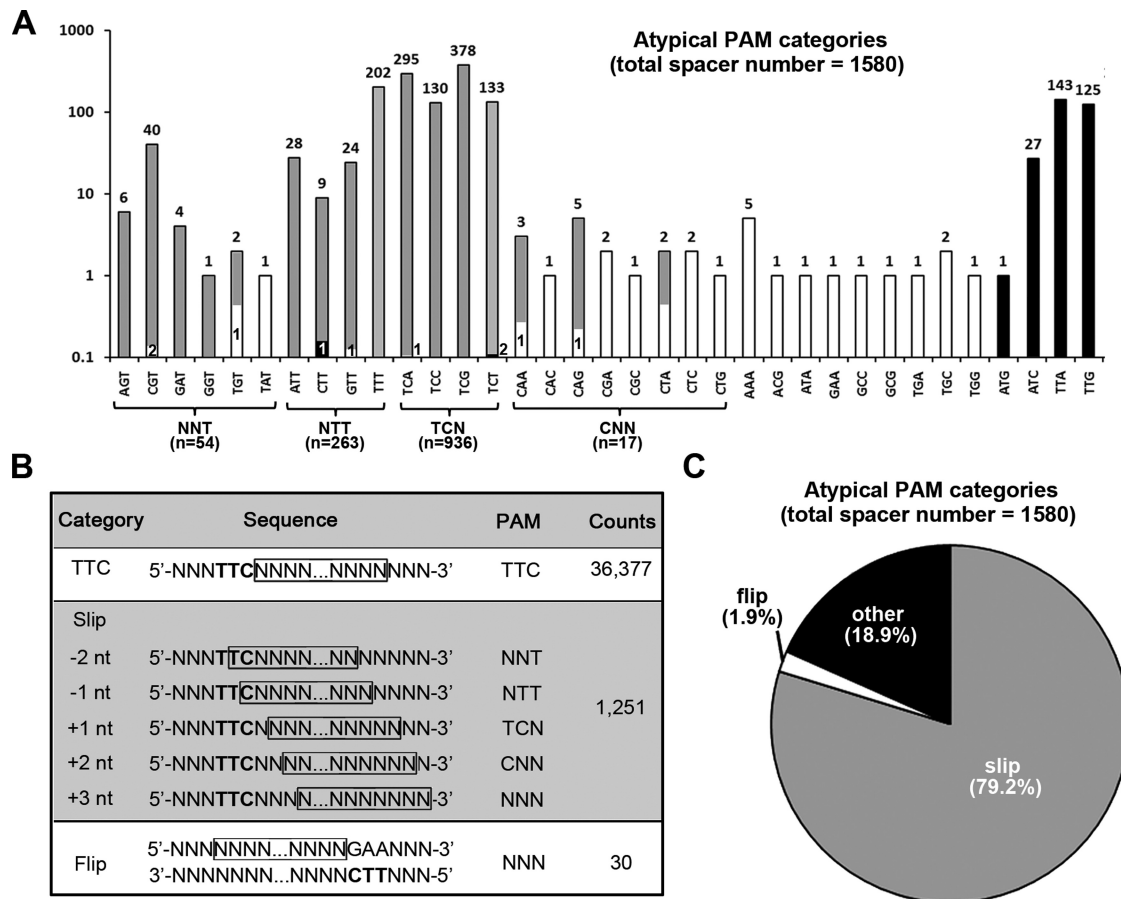 A
Atypical PAM categories
(total spacer number = 1580)
1000
100
10
1
0.1
6 40 4 1 2 1 28 9 24 202 295 130 378 133 3 1 5 2 1 2 2 1 5 1 1 1 1 1 1 2 1 1 27 143 125
2 1 1 1 1 2 1 1
AGT CGT GAT GGT TGT TAT ATT CTT GTT TTT TCA TCC TCG TCT CAA CAC CAG CGA CGC CTA CTC CTG AAA ACG ATA GAA GCC GCG TGA TGC TGG ATG ATC TTA TTG
NNT NTT TCN CNN
(n=54) (n=263) (n=936) (n=17)
B
Category Sequence PAM Counts
TTC 5’-NNNTTCNNNN...NNNNNNN-3’ TTC 36,377
Slip
-2 nt 5’-NNNTTCNNNN...NNNNNNN-3’ NNT
-1 nt 5’-NNNTTCNNNN...NNNNNNN-3’ NTT
1,251
+1 nt 5’-NNNTTCNNNN...NNNNNNN-3’ TCN
+2 nt 5’-NNNTTCNNNN...NNNNNNN-3’ CNN
+3 nt 5’-NNNTTCNNNN...NNNNNNN-3’ NNN
5’-NNNNNNN...NNNNGAANNN-3’
Flip NNN 30
3’-NNNNNNN...NNNNCTTNNN-5’
C
Atypical PAM categories
(total spacer number = 1580)
flip
(1.9%)
other
(18.9%)
slip
(79.2%)